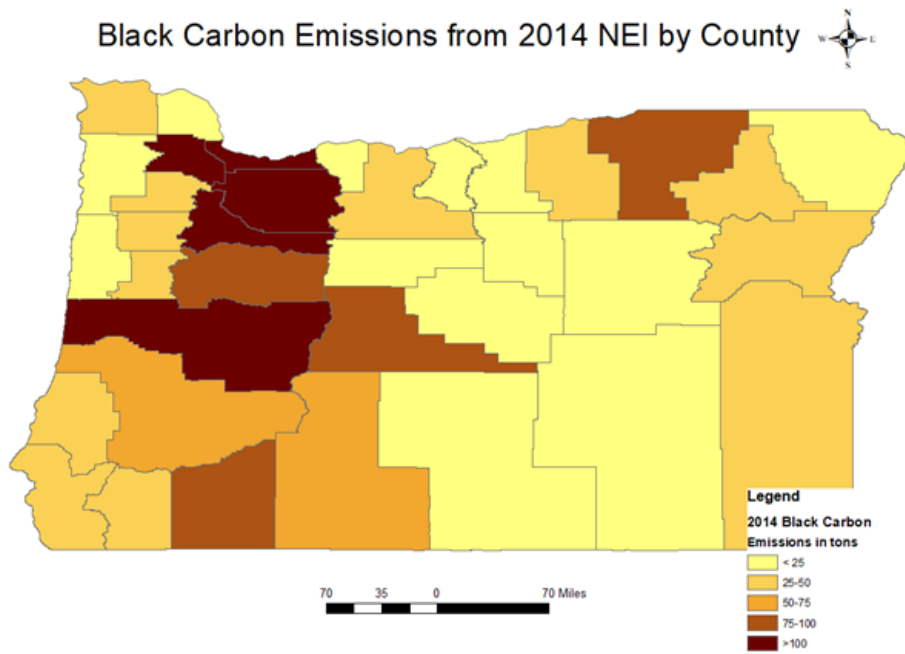 Black Carbon Emissions from 2014 NEI by County
N
W E
S
Legend
2014 Black Carbon
Emissions in tons
< 25
25-50
50-75
75-100
>100
70 35 0 70 Miles